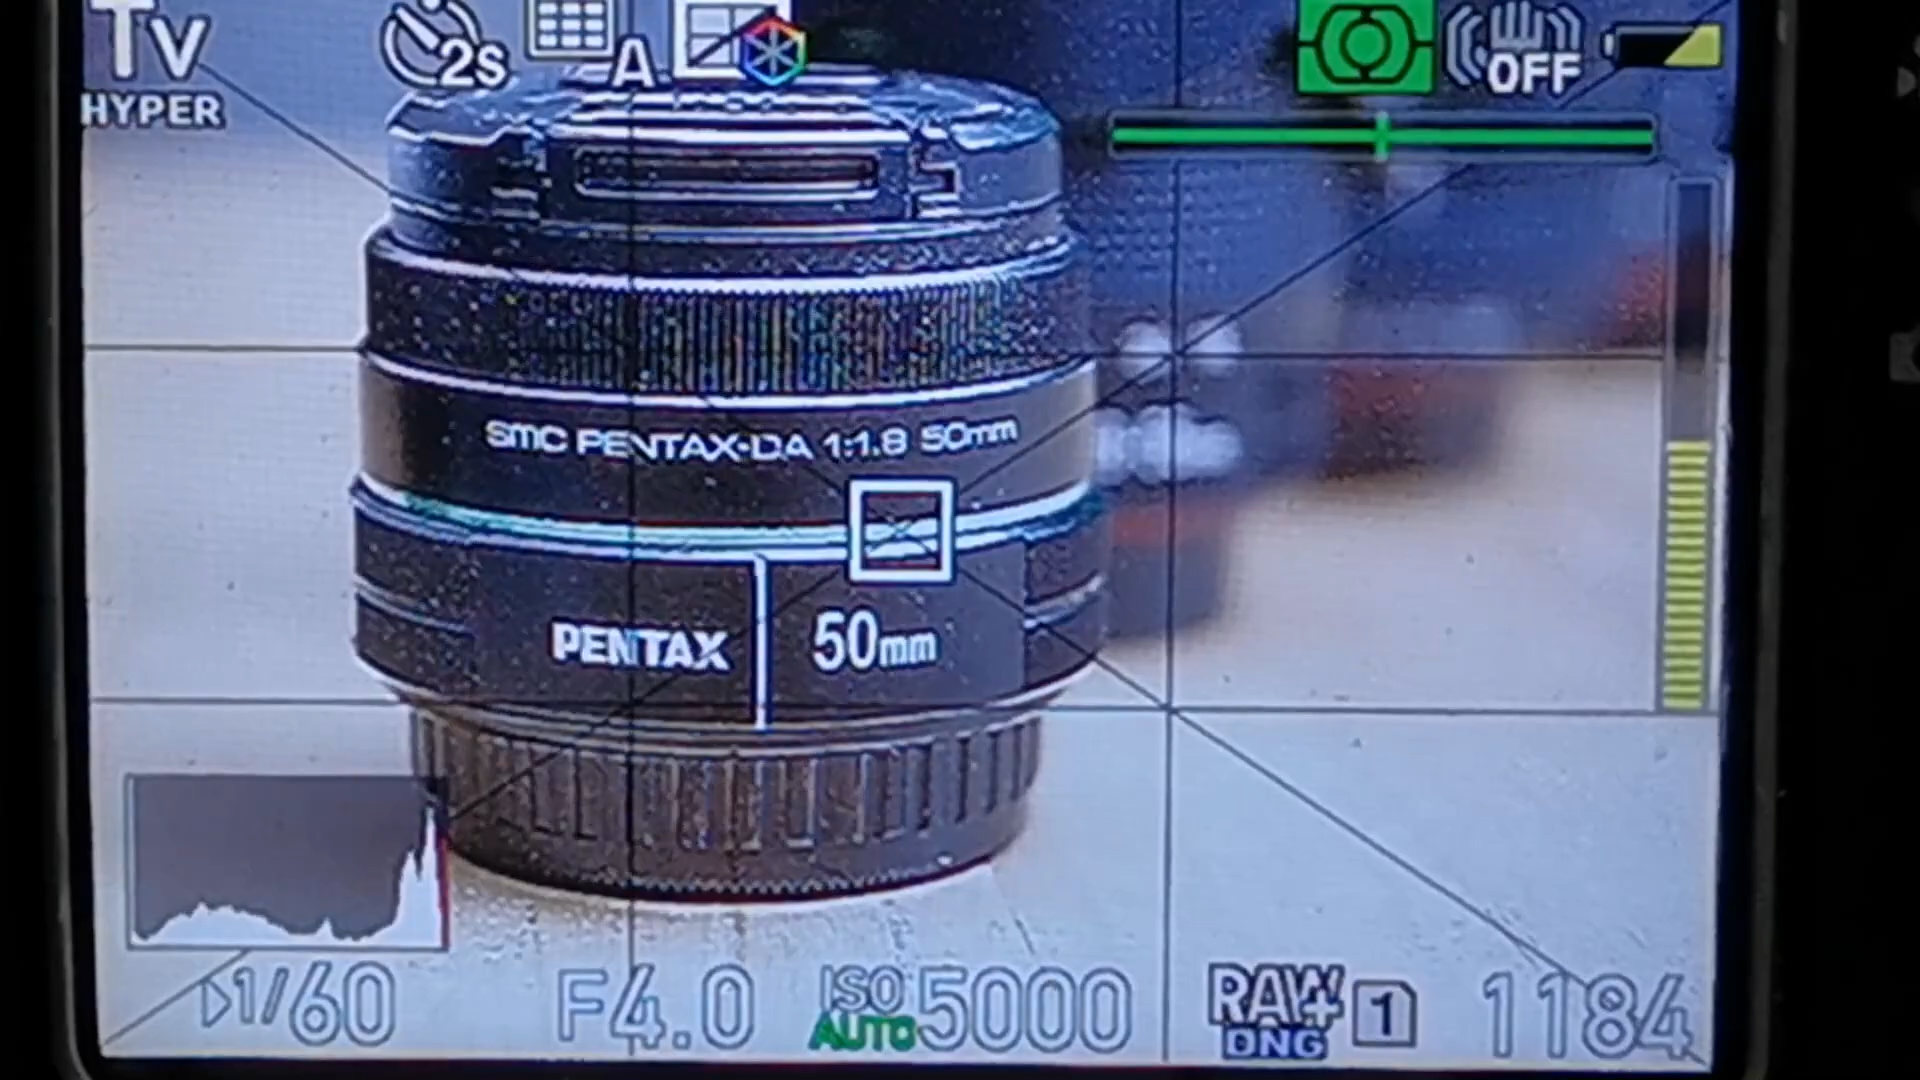 Tv
HYPER
2s
A
OFF
SMC PENTAX-DA 1:1.8 50mm
PENTAX
50mm
1/60
F4.0
ISO
AUTO
5000
RAW+
DNG
1
1184